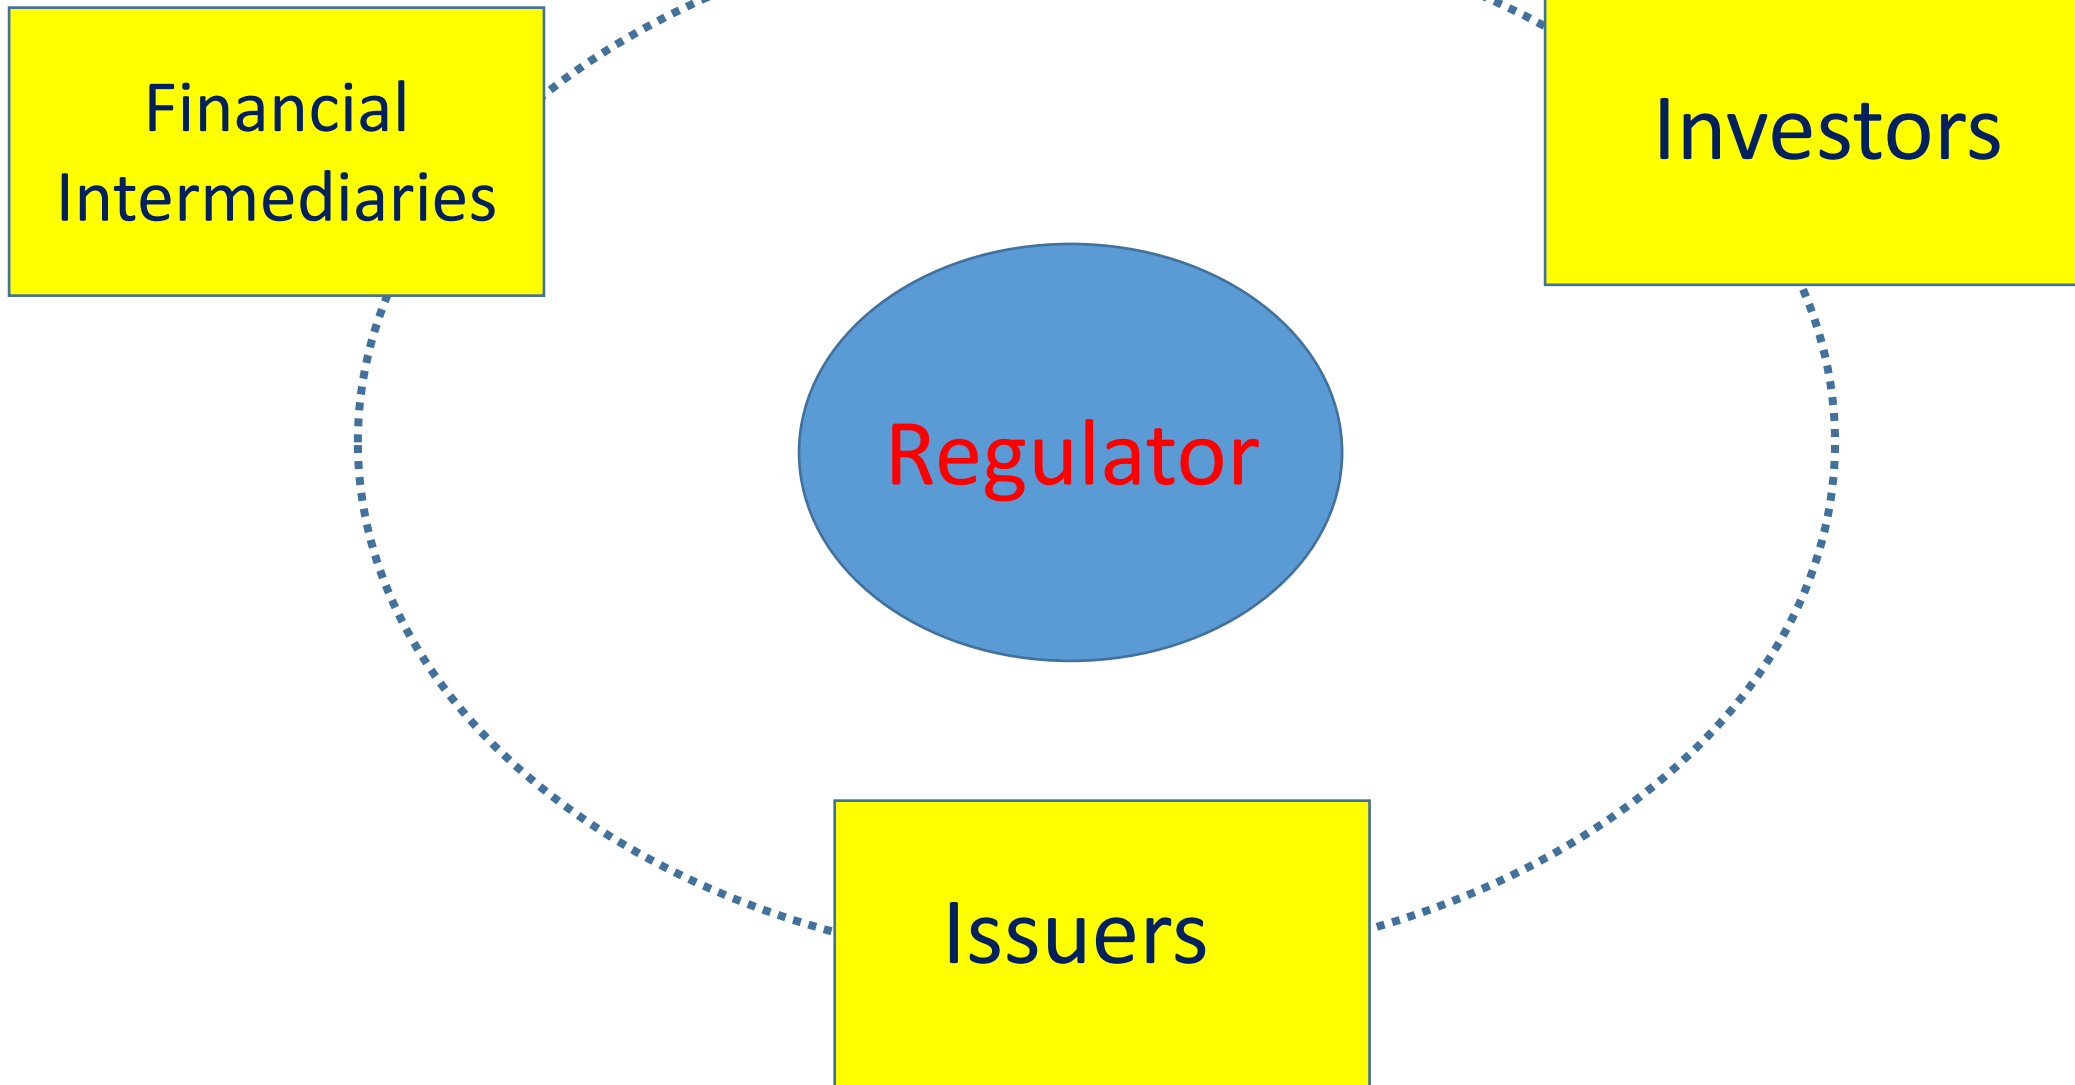 Financial
Intermediaries
Investors
Regulator
Issuers